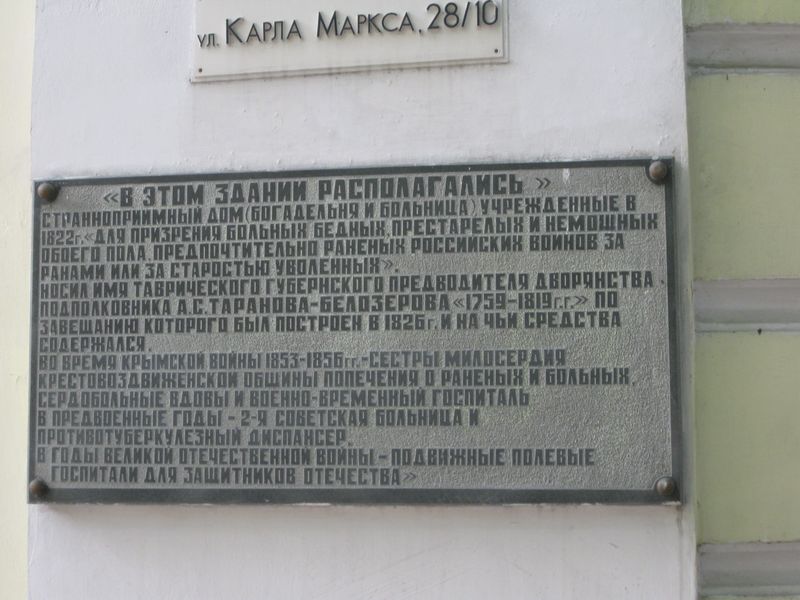 ул. Карла Маркса, 28/10
«В ЭТОМ ЗДАНИИ РАСПОЛАГАЛИСЬ»
СТРАННОПРИИМНЫЙ ДОМ (БОГАДЕЛЬНЯ И БОЛЬНИЦА) УЧРЕЖДЕННЫЕ В
1822г. «ДЛЯ ПРИЗРЕНИЯ БОЛЬНЫХ БЕДНЫХ, ПРЕСТАРЕЛЫХ И НЕМОЩНЫХ
ОБОЕГО ПОЛА, ПРЕДПОЧТИТЕЛЬНО РАНЕНЫХ РОССИЙСКИХ ВОИНОВ ЗА
РАНАМИ ИЛИ ЗА СТАРОСТЬЮ УВОЛЕННЫХ».
НОСИЛ ИМЯ ТАВРИЧЕСКОГО ГУБЕРНСКОГО ПРЕДВОДИТЕЛЯ ДВОРЯНСТВА
ПОДПОЛКОВНИКА А.С.ТАРАНОВА-БЕЛОЗЕРОВА «1759-1819г.г.» ПО
ЗАВЕЩАНИЮ КОТОРОГО БЫЛ ПОСТРОЕН В 1826г. И НА ЧЬИ СРЕДСТВА
СОДЕРЖАЛСЯ.
ВО ВРЕМЯ КРЫМСКОЙ ВОЙНЫ 1853-1856гг.-СЕСТРЫ МИЛОСЕРДИЯ
КРЕСТОВОЗДВИЖЕНСКОЙ ОБЩИНЫ ПОПЕЧЕНИЯ О РАНЕНЫХ И БОЛЬНЫХ,
СЕРДОБОЛЬНЫЕ ВДОВЫ И ВОЕННО-ВРЕМЕННЫЙ ГОСПИТАЛЬ
В ПРЕДВОЕННЫЕ ГОДЫ - 2-Я СОВЕТСКАЯ БОЛЬНИЦА И
ПРОТИВОТУБЕРКУЛЕЗНЫЙ ДИСПАНСЕР.
В ГОДЫ ВЕЛИКОЙ ОТЕЧЕСТВЕННОЙ ВОЙНЫ - ПОДВИЖНЫЕ ПОЛЕВЫЕ
ГОСПИТАЛИ ДЛЯ ЗАЩИТНИКОВ ОТЕЧЕСТВА»